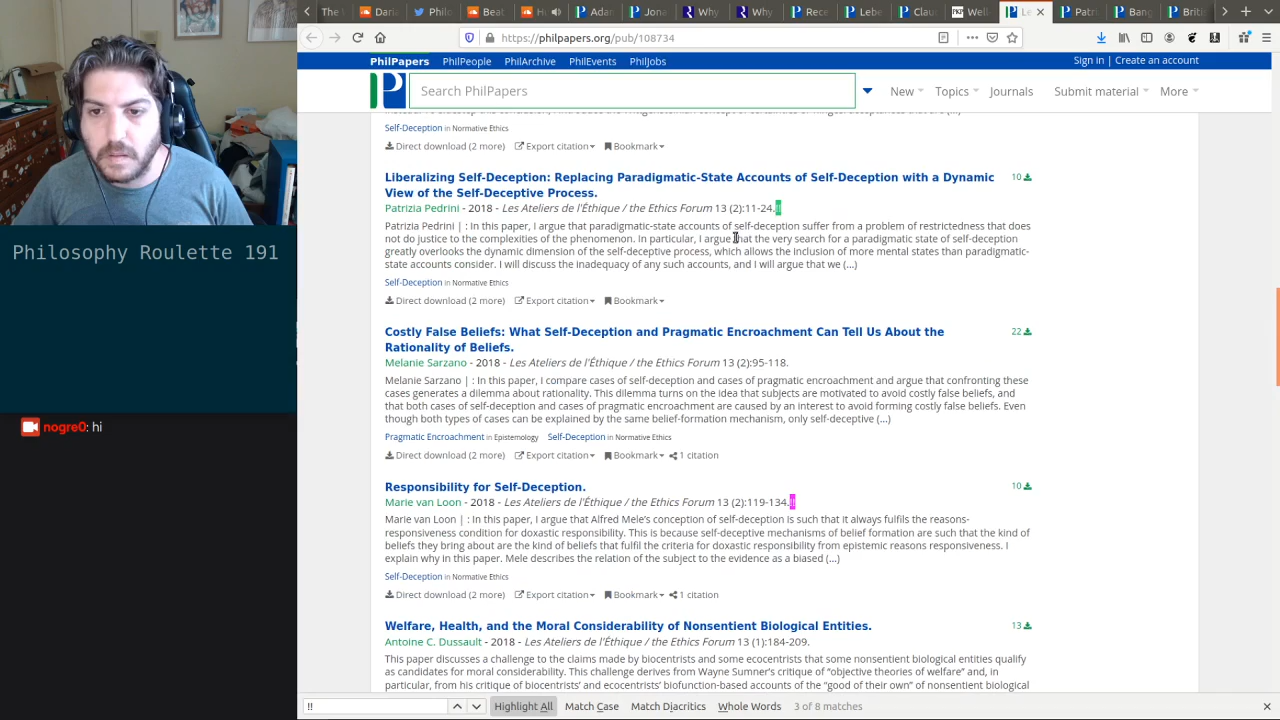 The L
Darie
Philo
Beat
Hi
Adan
Jona
Why
Why
Rece
Lebe
Clau
Well
Le
Patri
Bang
Briti
https://philpapers.org/pub/108734
PhilPapers PhilPeople PhilArchive PhilEvents PhilJobs
Sign in | Create an account
Search PhilPapers
New Topics Journals Submit material More
Self-Deception in Normative Ethics
Direct download (2 more) Export citation Bookmark
Liberalizing Self-Deception: Replacing Paradigmatic-State Accounts of Self-Deception with a Dynamic
View of the Self-Deceptive Process.
10
Patrizia Pedrini - 2018 - Les Ateliers de l'Éthique / the Ethics Forum 13 (2):11-24.!!
Patrizia Pedrini | : In this paper, I argue that paradigmatic-state accounts of self-deception suffer from a problem of restrictedness that does
not do justice to the complexities of the phenomenon. In particular, I argue that the very search for a paradigmatic state of self-deception
greatly overlooks the dynamic dimension of the self-deceptive process, which allows the inclusion of more mental states than paradigmatic-
state accounts consider. I will discuss the inadequacy of any such accounts, and I will argue that we (...)
Self-Deception in Normative Ethics
Direct download (2 more) Export citation Bookmark
Costly False Beliefs: What Self-Deception and Pragmatic Encroachment Can Tell Us About the
Rationality of Beliefs.
22
Melanie Sarzano - 2018 - Les Ateliers de l'Éthique / the Ethics Forum 13 (2):95-118.
Melanie Sarzano | : In this paper, I compare cases of self-deception and cases of pragmatic encroachment and argue that confronting these
cases generates a dilemma about rationality. This dilemma turns on the idea that subjects are motivated to avoid costly false beliefs, and
that both cases of self-deception and cases of pragmatic encroachment are caused by an interest to avoid forming costly false beliefs. Even
though both types of cases can be explained by the same belief-formation mechanism, only self-deceptive (...)
Pragmatic Encroachment in Epistemology Self-Deception in Normative Ethics
Direct download (2 more) Export citation Bookmark 1 citation
Responsibility for Self-Deception.
10
Marie van Loon - 2018 - Les Ateliers de l'Éthique / the Ethics Forum 13 (2):119-134.!!
Marie van Loon | : In this paper, I argue that Alfred Mele's conception of self-deception is such that it always fulfils the reasons-
responsiveness condition for doxastic responsibility. This is because self-deceptive mechanisms of belief formation are such that the kind of
beliefs they bring about are the kind of beliefs that fulfil the criteria for doxastic responsibility from epistemic reasons responsiveness. I
explain why in this paper. Mele describes the relation of the subject to the evidence as a biased (...)
Self-Deception in Normative Ethics
Direct download (2 more) Export citation Bookmark 1 citation
Welfare, Health, and the Moral Considerability of Nonsentient Biological Entities.
13
Antoine C. Dussault - 2018 - Les Ateliers de l'Éthique / the Ethics Forum 13 (1):184-209.
This paper discusses a challenge to the claims made by biocentrists and some ecocentrists that some nonsentient biological entities qualify
as candidates for moral considerability. This challenge derives from Wayne Sumner's critique of "objective theories of welfare" and, in
particular, from his critique of biocentrists' and ecocentrists' biofunction-based accounts of the "good of their own" of nonsentient biological
!! Highlight All Match Case Match Diacritics Whole Words 3 of 8 matches
Philosophy Roulette 191
nogre0: hi